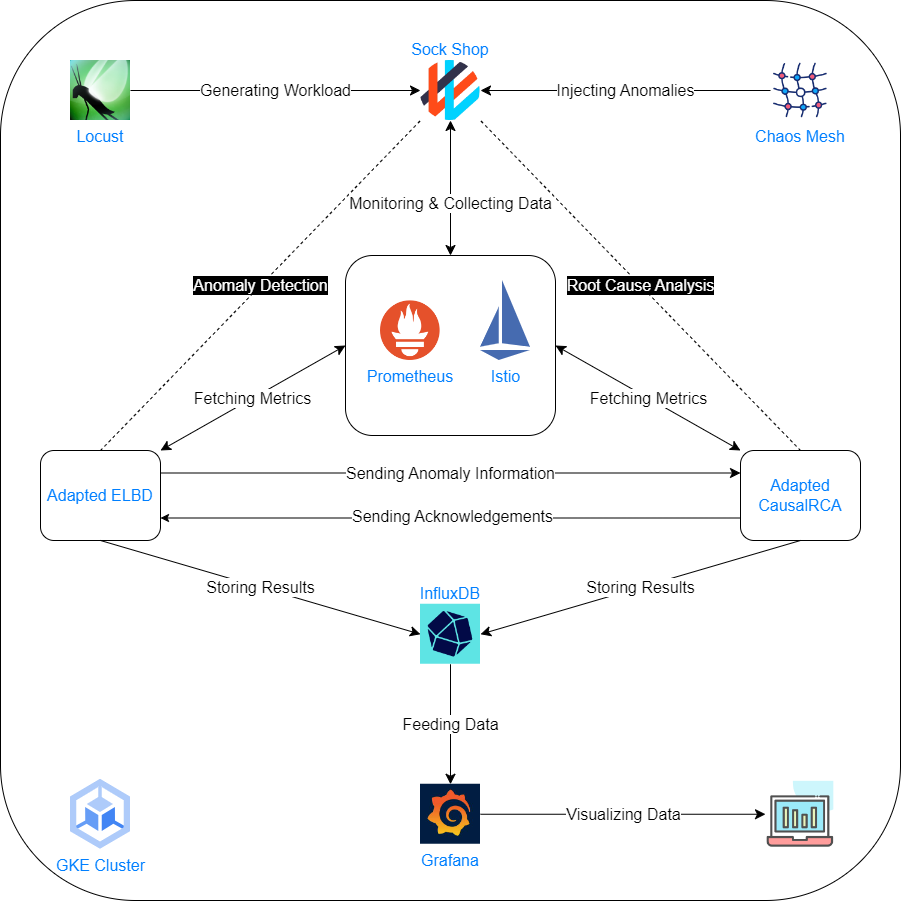 Sock Shop
Generating Workload
Injecting Anomalies
Locust
Chaos Mesh
Monitoring & Collecting Data
Anomaly Detection
Root Cause Analysis
Prometheus
Istio
Fetching Metrics
Fetching Metrics
Adapted ELBD
Sending Anomaly Information
Adapted
CausalRCA
Sending Acknowledgements
Storing Results
Storing Results
InfluxDB
Feeding Data
Visualizing Data
Grafana
GKE Cluster